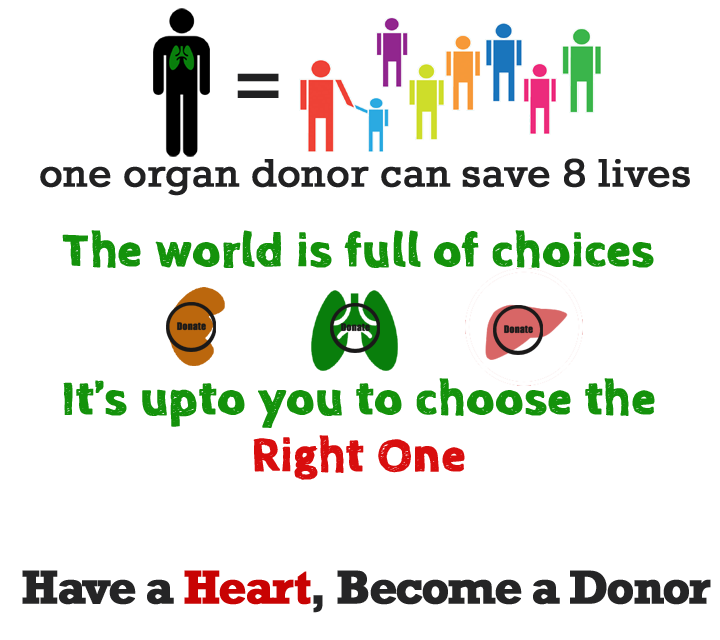 =
one organ donor can save 8 lives
The world is full of choices
Donate Donate Donate
It's upto you to choose the
Right One
Have a Heart, Become a Donor